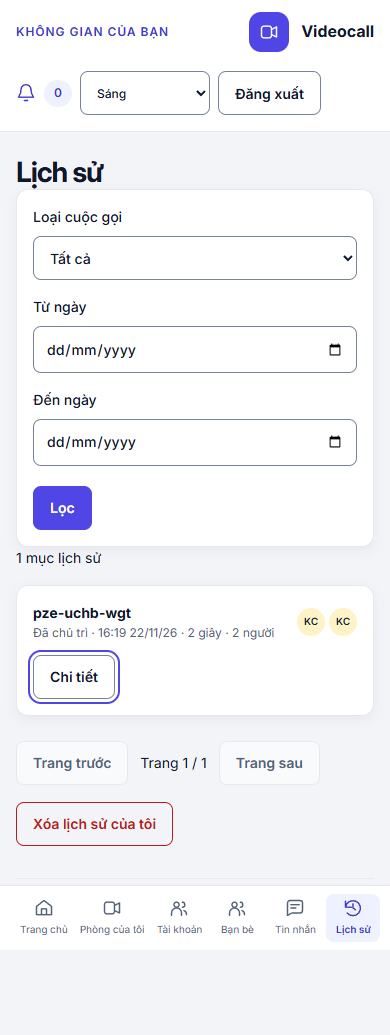 KHÔNG GIAN CỦA BẠN
Videocall
0
Sáng
Đăng xuất
Lịch sử
Loại cuộc gọi
Tất cả
Từ ngày
dd/mm/yyyy
Đến ngày
dd/mm/yyyy
Lọc
1 mục lịch sử
pze-uchb-wgt
Đã chủ trì · 16:19 22/11/26 · 2 giây · 2 người
KC
KC
Chi tiết
Trang trước
Trang 1 / 1
Trang sau
Xóa lịch sử của tôi
Trang chủ
Phòng của tôi
Tài khoản
Bạn bè
Tin nhắn
Lịch sử